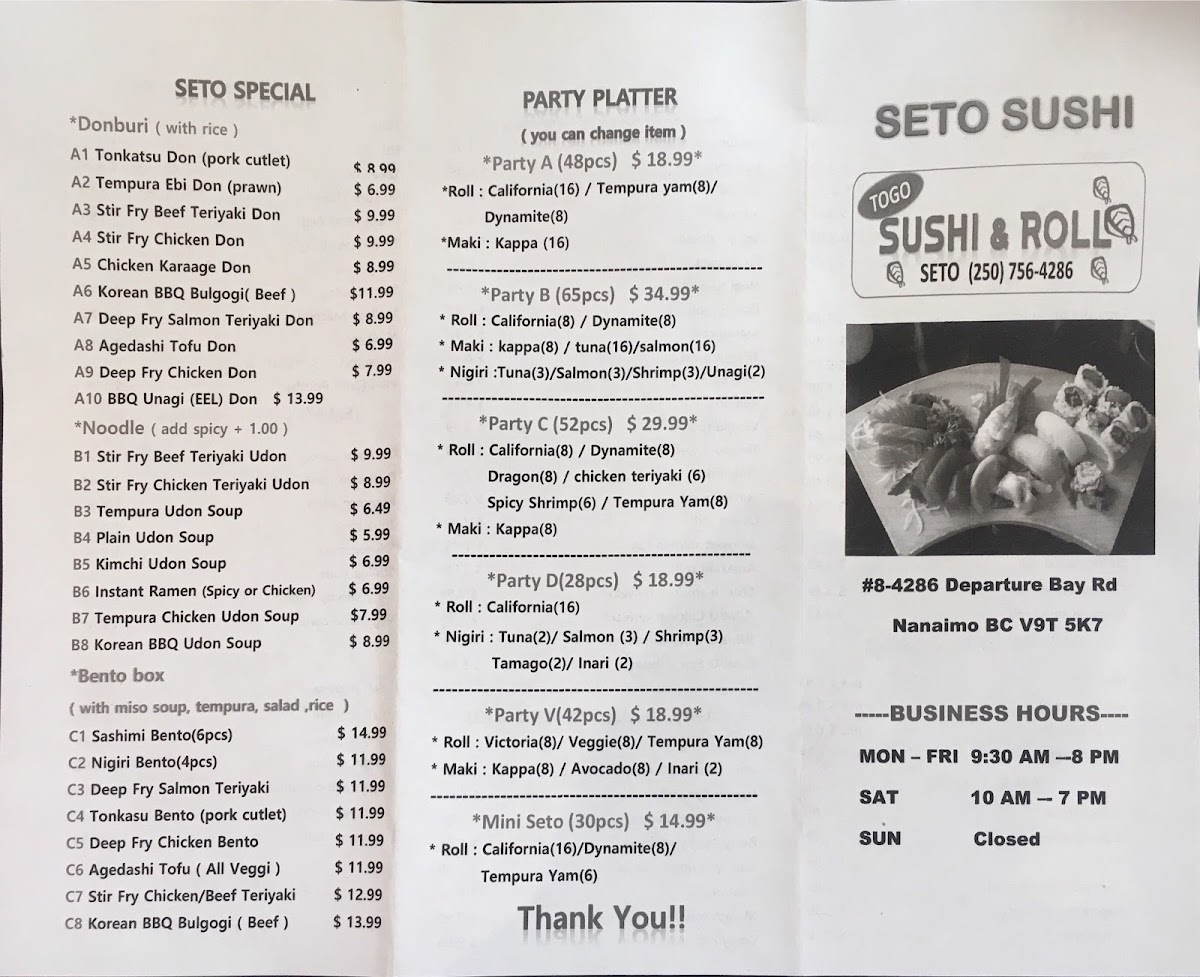 SETO SPECIAL
*Donburi ( with rice )
A1 Tonkatsu Don (pork cutlet) $ 8.99
A2 Tempura Ebi Don (prawn) $ 6.99
A3 Stir Fry Beef Teriyaki Don $ 9.99
A4 Stir Fry Chicken Don $ 9.99
A5 Chicken Karaage Don $ 8.99
A6 Korean BBQ Bulgogi( Beef ) $11.99
A7 Deep Fry Salmon Teriyaki Don $ 8.99
A8 Agedashi Tofu Don $ 6.99
A9 Deep Fry Chicken Don $ 7.99
A10 BBQ Unagi (EEL) Don $ 13.99
*Noodle ( add spicy + 1.00 )
B1 Stir Fry Beef Teriyaki Udon $ 9.99
B2 Stir Fry Chicken Teriyaki Udon $ 8.99
B3 Tempura Udon Soup $ 6.49
B4 Plain Udon Soup $ 5.99
B5 Kimchi Udon Soup $ 6.99
B6 Instant Ramen (Spicy or Chicken) $ 6.99
B7 Tempura Chicken Udon Soup $7.99
B8 Korean BBQ Udon Soup $ 8.99
*Bento box
( with miso soup, tempura, salad ,rice )
C1 Sashimi Bento(6pcs) $ 14.99
C2 Nigiri Bento(4pcs) $ 11.99
C3 Deep Fry Salmon Teriyaki $ 11.99
C4 Tonkasu Bento (pork cutlet) $ 11.99
C5 Deep Fry Chicken Bento $ 11.99
C6 Agedashi Tofu ( All Veggi ) $ 11.99
C7 Stir Fry Chicken/Beef Teriyaki $ 12.99
C8 Korean BBQ Bulgogi ( Beef ) $ 13.99
PARTY PLATTER
( you can change item )
*Party A (48pcs) $ 18.99*
*Roll : California(16) / Tempura yam(8)/
Dynamite(8)
*Maki : Kappa (16)
*Party B (65pcs) $ 34.99*
* Roll : California(8) / Dynamite(8)
* Maki : kappa(8) / tuna(16)/salmon(16)
* Nigiri :Tuna(3)/Salmon(3)/Shrimp(3)/Unagi(2)
*Party C (52pcs) $ 29.99*
* Roll : California(8) / Dynamite(8)
Dragon(8) / chicken teriyaki (6)
Spicy Shrimp(6) / Tempura Yam(8)
* Maki : Kappa(8)
*Party D(28pcs) $ 18.99*
* Roll : California(16)
* Nigiri : Tuna(2)/ Salmon (3) / Shrimp(3)
Tamago(2)/ Inari (2)
*Party V(42pcs) $ 18.99*
* Roll : Victoria(8)/ Veggie(8)/ Tempura Yam(8)
* Maki : Kappa(8) / Avocado(8) / Inari (2)
*Mini Seto (30pcs) $ 14.99*
* Roll : California(16)/Dynamite(8)/
Tempura Yam(6)
Thank You!!
SETO SUSHI
TOGO
SUSHI & ROLL
SETO (250) 756-4286
#8-4286 Departure Bay Rd
Nanaimo BC V9T 5K7
-----BUSINESS HOURS----
MON – FRI 9:30 AM —8 PM
SAT 10 AM –- 7 PM
SUN Closed